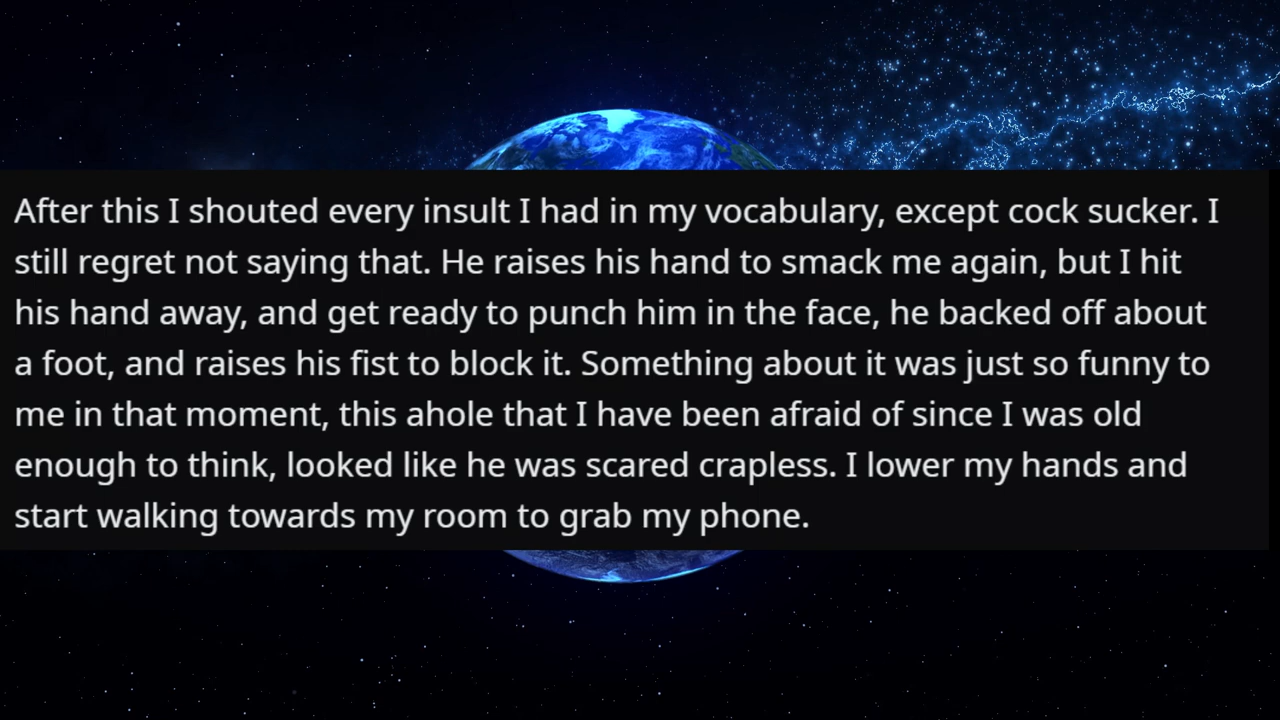 After this I shouted every insult I had in my vocabulary, except cock sucker. I
still regret not saying that. He raises his hand to smack me again, but I hit
his hand away, and get ready to punch him in the face, he backed off about
a foot, and raises his fist to block it. Something about it was just so funny to
me in that moment, this ahole that I have been afraid of since I was old
enough to think, looked like he was scared crapless. I lower my hands and
start walking towards my room to grab my phone.